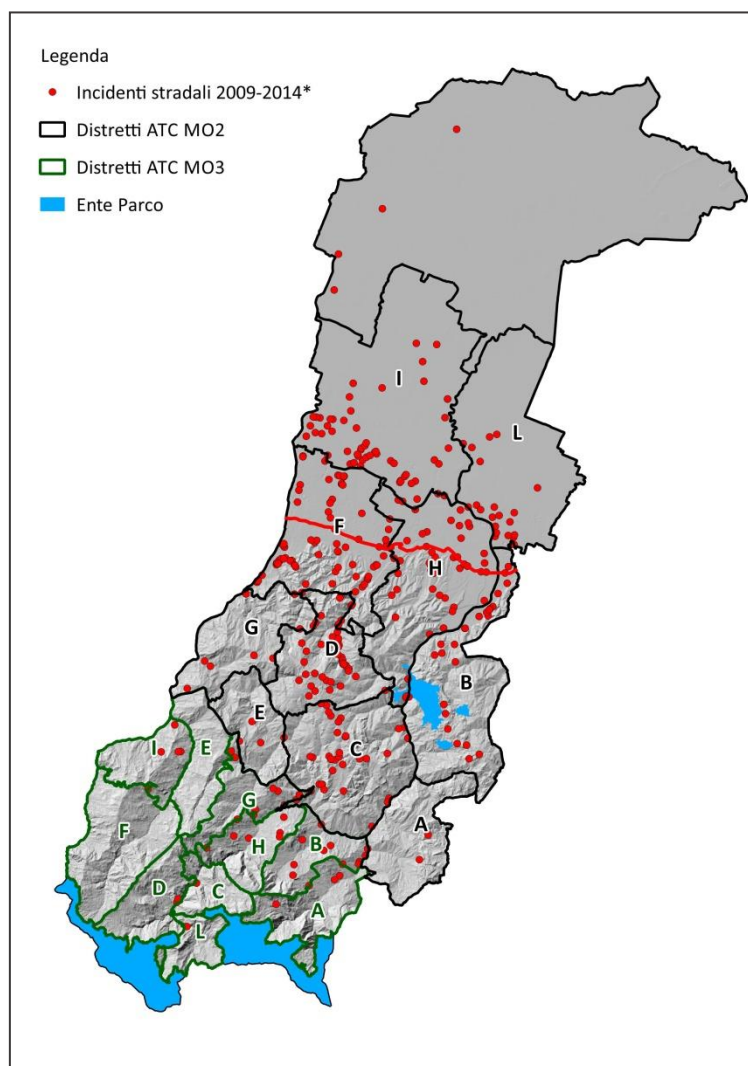 Legenda
Incidenti stradali 2009-2014*
Distretti ATC MO2
Distretti ATC MO3
Ente Parco
I
L
F
H
G
D
B
E
C
A
I
E
G
F
H
B
D
C
A
L